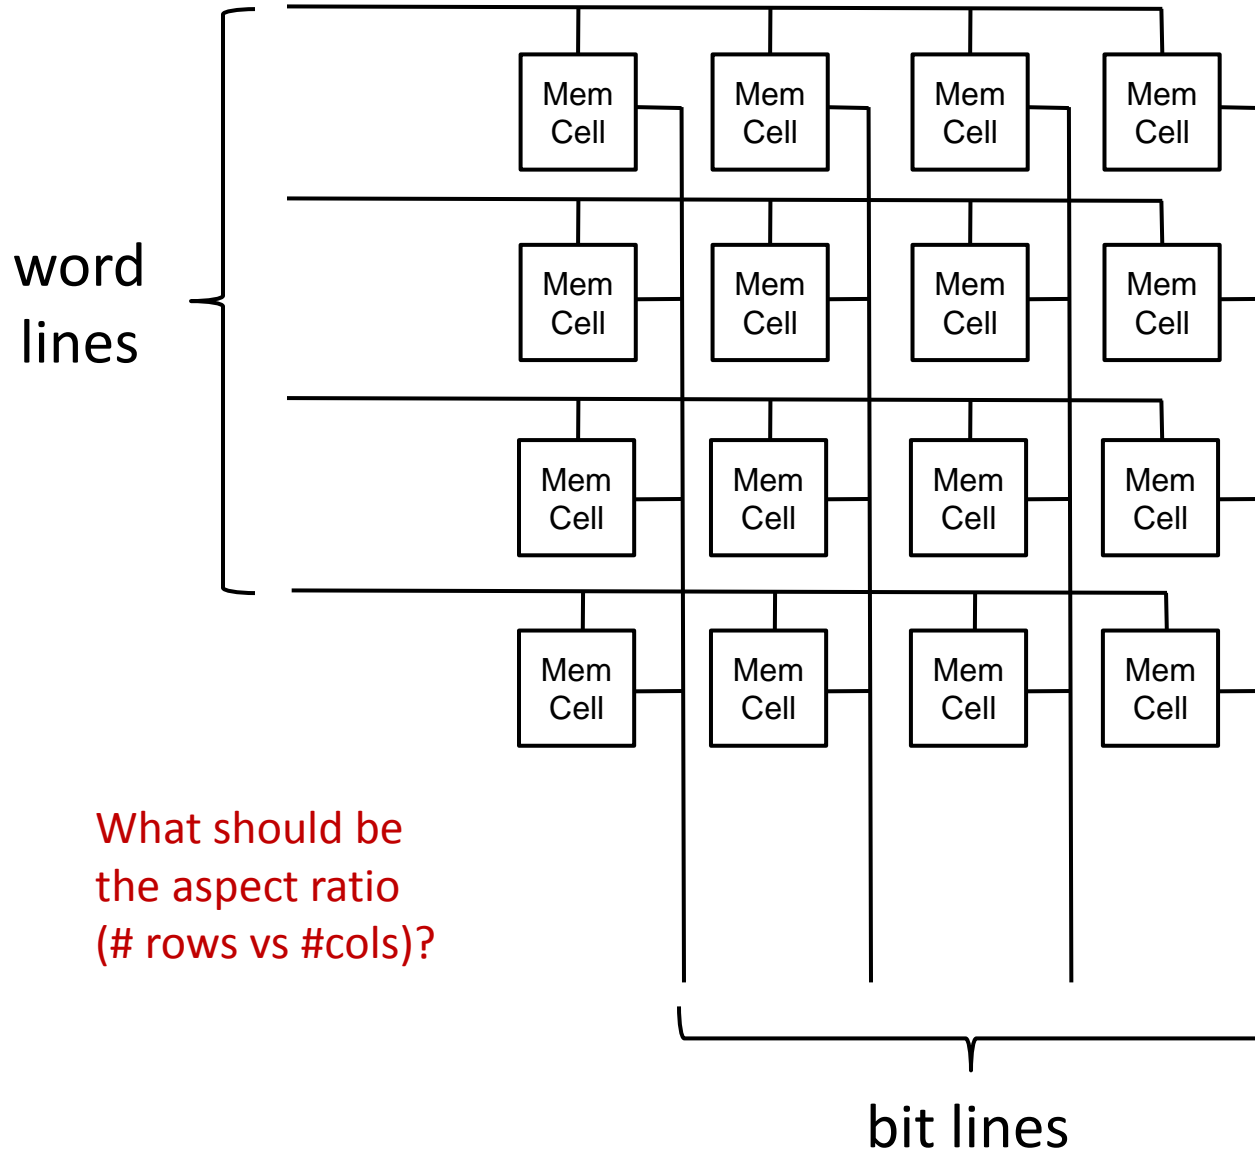 Mem Mem Mem Mem
Cell Cell Cell Cell
word
lines
Mem Mem Mem Mem
Cell Cell Cell Cell
Mem Mem Mem Mem
Cell Cell Cell Cell
Mem Mem Mem Mem
Cell Cell Cell Cell
What should be
the aspect ratio
(# rows vs #cols)?
bit lines